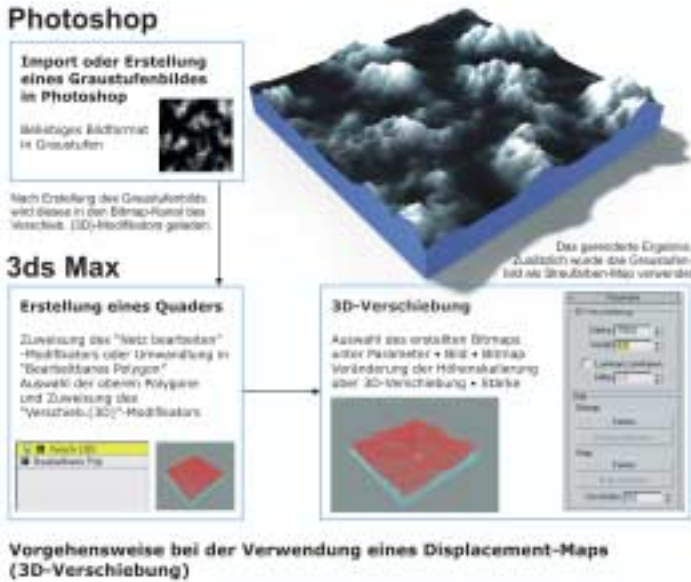 Photoshop
Import oder Erstellung
eines Graustufenbildes
in Photoshop
Beliebiges Bildformat
in Graustufen
Nach Erstellung des Graustufenbilds
wird dieses in den Bitmap-Kanal des
Verschieb. (3D)-Modifikators geladen.
Das gerenderte Ergebnis.
Zusätzlich wurde das Graustufen-
bild als Streufarben-Map verwendet
3ds Max
Erstellung eines Quaders
Zuweisung des "Netz bearbeiten"
-Modifikators oder Umwandlung in
"Bearbeitbares Polygon"
Auswahl der oberen Polygone
und Zuweisung des
"Verschieb.(3D)"-Modifikators
3D-Verschiebung
Auswahl des erstellten Bitmaps
unter Parameter • Bild • Bitmap
Veränderung der Höhenskalierung
über 3D-Verschiebung • Stärke
Vorgehensweise bei der Verwendung eines Displacement-Maps
(3D-Verschiebung)